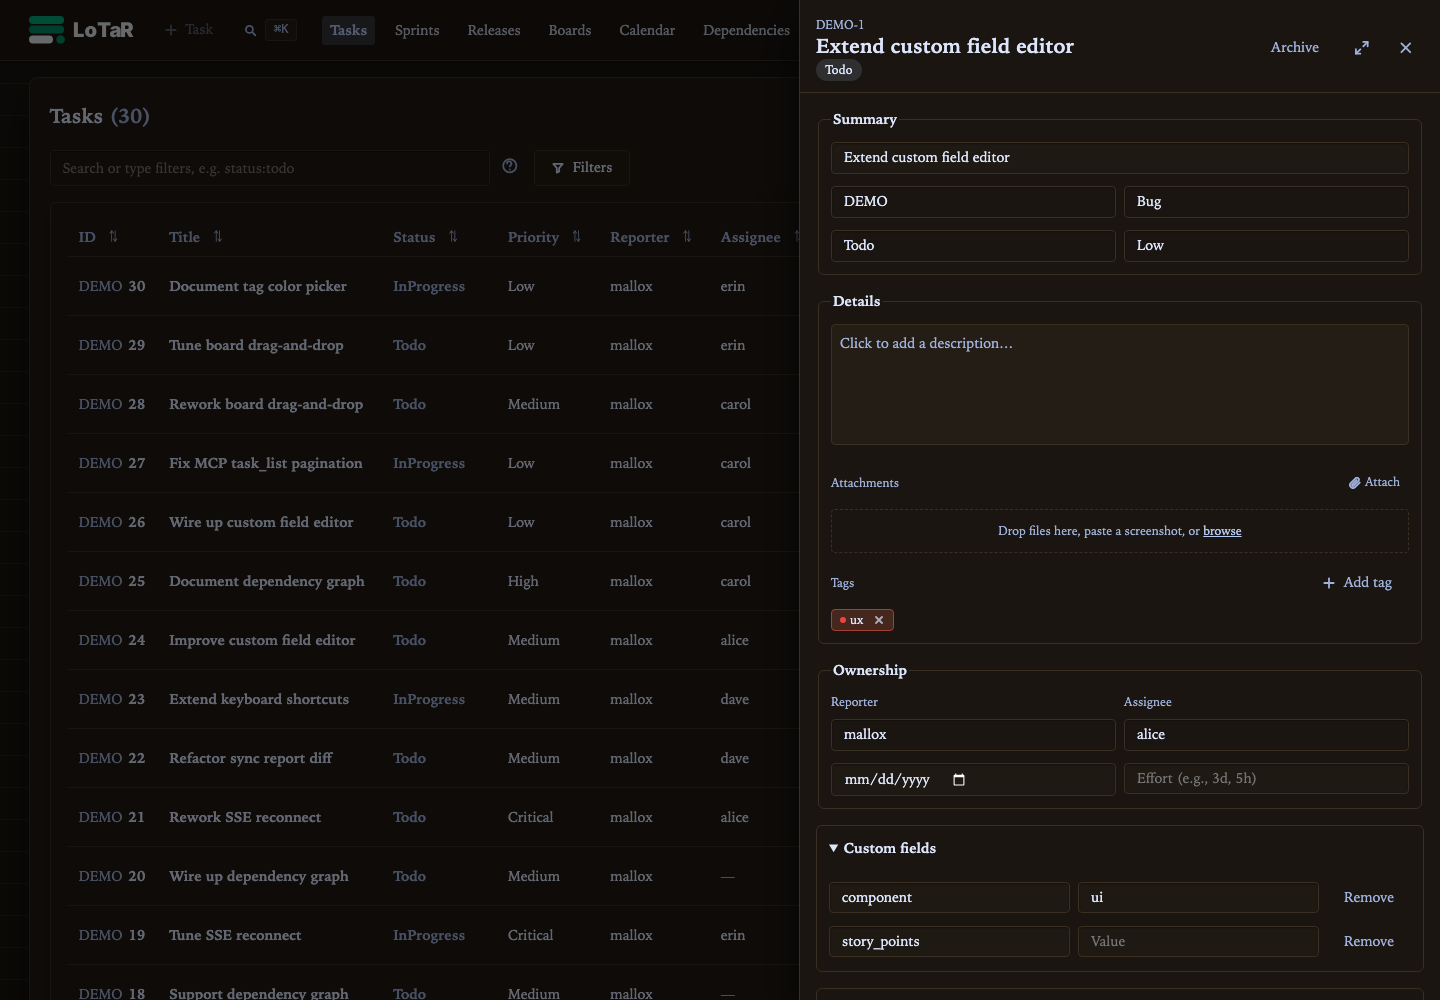 LoTaR
Task
⌘K
Tasks
Sprints
Releases
Boards
Calendar
Dependencies
Tasks (30)
Search or type filters, e.g. status:todo
Filters
ID Title Status Priority Reporter Assignee
DEMO 30 Document tag color picker InProgress Low mallox erin
DEMO 29 Tune board drag-and-drop Todo Low mallox erin
DEMO 28 Rework board drag-and-drop Todo Medium mallox carol
DEMO 27 Fix MCP task_list pagination InProgress Low mallox carol
DEMO 26 Wire up custom field editor Todo Low mallox carol
DEMO 25 Document dependency graph Todo High mallox carol
DEMO 24 Improve custom field editor Todo Medium mallox alice
DEMO 23 Extend keyboard shortcuts InProgress Medium mallox dave
DEMO 22 Refactor sync report diff Todo Medium mallox dave
DEMO 21 Rework SSE reconnect Todo Critical mallox alice
DEMO 20 Wire up dependency graph Todo Medium mallox —
DEMO 19 Tune SSE reconnect InProgress Critical mallox erin
DEMO 18 Support dependency graph Todo Medium mallox —
DEMO-1
Extend custom field editor
Todo
Archive
Summary
Extend custom field editor
DEMO Bug
Todo Low
Details
Click to add a description...
Attachments Attach
Drop files here, paste a screenshot, or browse
Tags Add tag
ux
Ownership
Reporter Assignee
mallox alice
mm/dd/yyyy Effort (e.g., 3d, 5h)
Custom fields
component ui Remove
story_points Value Remove